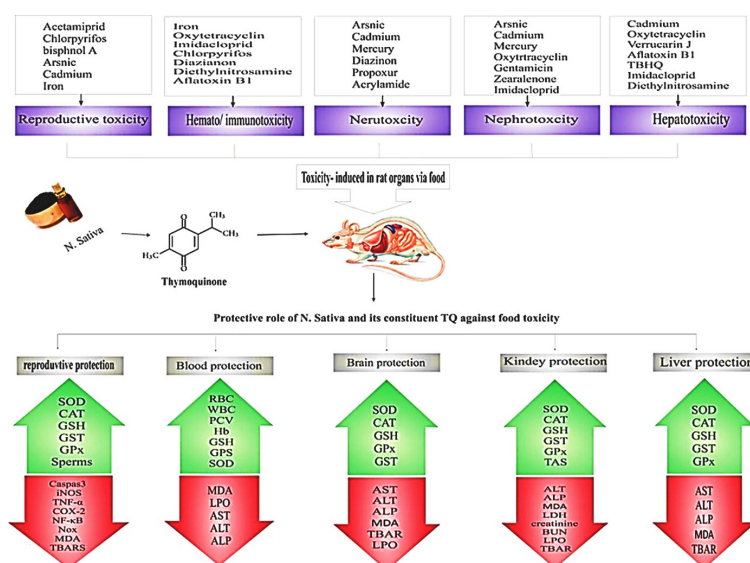 Acetamiprid
Chlorpyrifos
bisphnol A
Arsnic
Cadmium
Iron
Reproductive toxicity
Iron
Oxytetracyclin
Imidacloprid
Chlorpyrifos
Diazianon
Diethylnitrosamine
Aflatoxin B1
Hemato/ immunotoxicity
Arsnic
Cadmium
Mercury
Diazinon
Propoxur
Acrylamide
Nerutoxcity
Arsnic
Cadmium
Mercury
Oxytrtracyclin
Gentamicin
Zearalenone
Imidacloprid
Nephrotoxcity
Cadmium
Oxytetracyclin
Verrucarin J
Aflatoxin B1
TBHQ
Imidacloprid
Diethylnitrosamine
Hepatotoxicity
Toxicity- induced in rat organs via food
N. Sativa
O
CH₃
CH₃
H₃C
O
Thymoquinone
Protective role of N. Sativa and its constituent TQ against food toxicity
reproduvtive protection
SOD
CAT
GSH
GST
GPx
Sperms
Caspas3
iNOS
TNF-α
COX-2
NF-κB
Nox
MDA
TBARS
Blood protection
RBC
WBC
PCV
Hb
GSH
GPS
SOD
MDA
LPO
AST
ALT
ALP
Brain protection
SOD
CAT
GSH
GPx
GST
AST
ALT
ALP
MDA
TBAR
LPO
Kindey protection
SOD
CAT
GSH
GST
GPx
TAS
ALT
ALP
MDA
LDH
creatinine
BUN
LPO
TBAR
Liver protection
SOD
CAT
GSH
GST
GPx
AST
ALT
ALP
MDA
TBAR